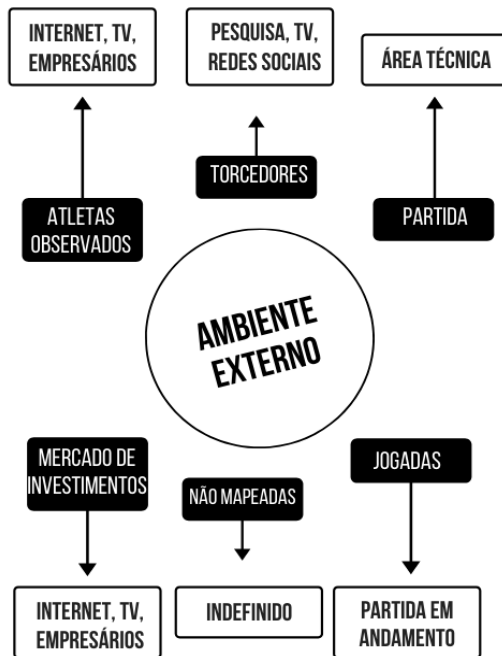 INTERNET, TV,
EMPRESÁRIOS
PESQUISA, TV,
REDES SOCIAIS
ÁREA TÉCNICA
ATLETAS
OBSERVADOS
TORCEDORES
PARTIDA
AMBIENTE
EXTERNO
MERCADO DE
INVESTIMENTOS
NÃO MAPEADAS
JOGADAS
INTERNET, TV,
EMPRESÁRIOS
INDEFINIDO
PARTIDA EM
ANDAMENTO